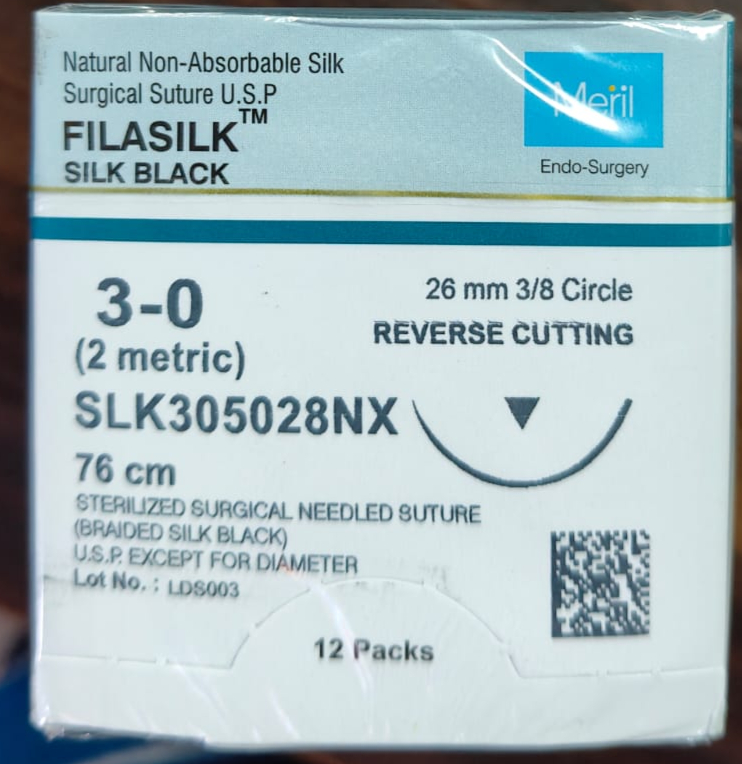 Natural Non-Absorbable Silk
Surgical Suture U.S.P
FILASILK™
SILK BLACK
Meril
Endo-Surgery
3-0
(2 metric)
SLK305028NX
76 cm
26 mm 3/8 Circle
REVERSE CUTTING
STERILIZED SURGICAL NEEDLED SUTURE
(BRAIDED SILK BLACK)
U.S.P. EXCEPT FOR DIAMETER
Lot No. : LDS003
12 Packs